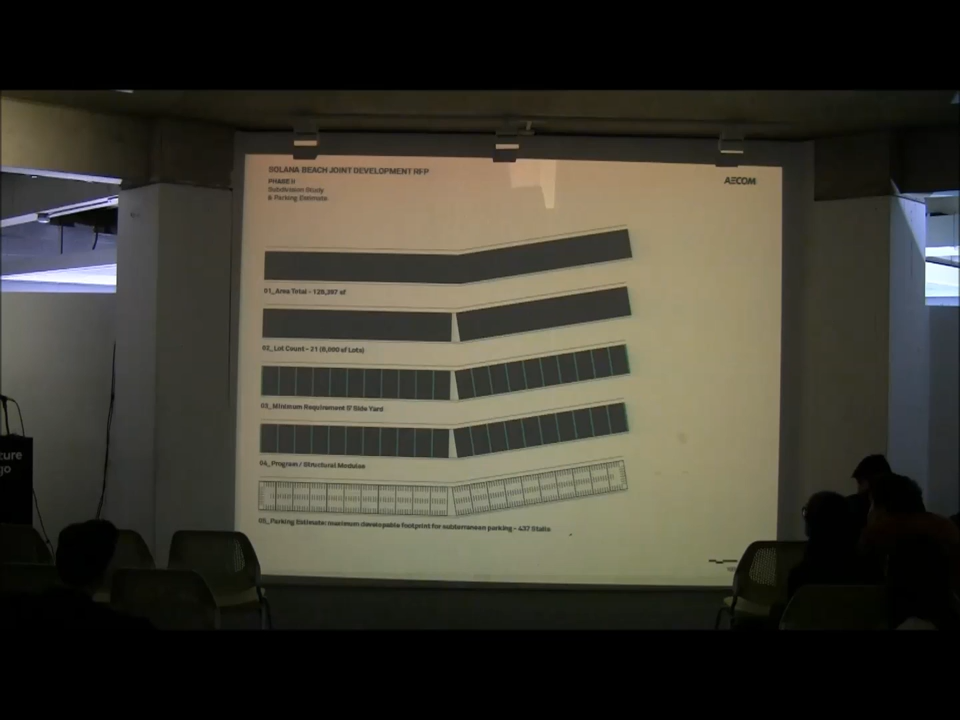 SOLANA BEACH JOINT DEVELOPMENT RFP
PHASE II
Subdivision Study
& Parking Estimate
AECOM
01_Area Total - 129,397 sf
02_Lot Count - 21 (6,000 sf Lots)
03_Minimum Requirement 5' Side Yard
04_Program / Structural Modules
05_Parking Estimate: maximum developable footprint for subterranean parking - 437 Stalls